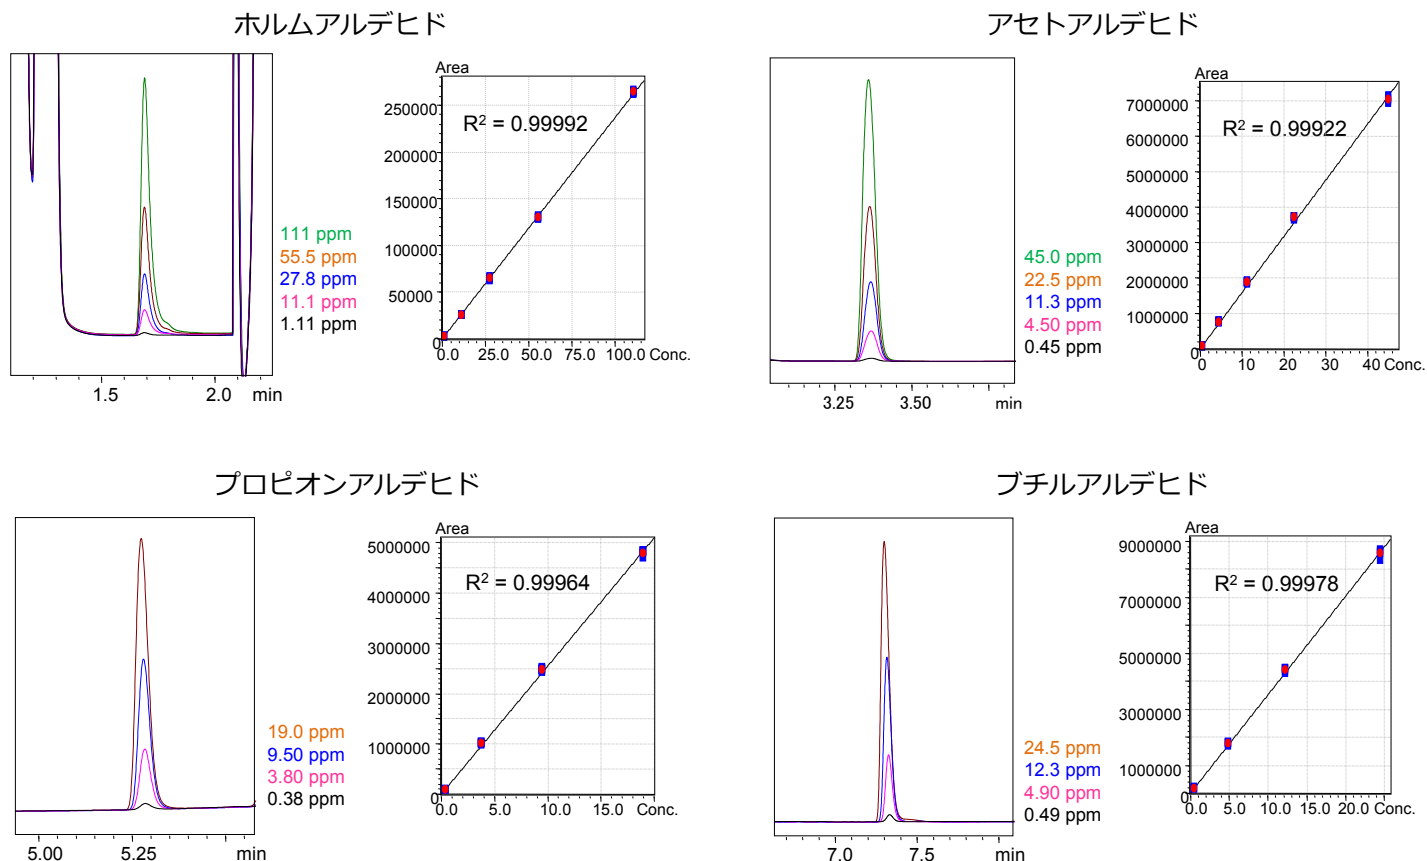 ホルムアルデヒド
Area
250000
200000
150000
100000
50000
0
R² = 0.99992
0.0 25.0 50.0 75.0 100.0 Conc.
111 ppm
55.5 ppm
27.8 ppm
11.1 ppm
1.11 ppm
1.5 2.0 min
アセトアルデヒド
Area
7000000
6000000
5000000
4000000
3000000
2000000
1000000
0
R² = 0.99922
0 10 20 30 40 Conc.
45.0 ppm
22.5 ppm
11.3 ppm
4.50 ppm
0.45 ppm
3.25 3.50 min
プロピオンアルデヒド
Area
5000000
4000000
3000000
2000000
1000000
0
R² = 0.99964
0.0 5.0 10.0 15.0 Conc.
19.0 ppm
9.50 ppm
3.80 ppm
0.38 ppm
5.00 5.25 min
ブチルアルデヒド
Area
9000000
7000000
5000000
3000000
1000000
0
R² = 0.99978
0.0 5.0 10.0 15.0 20.0 Conc.
24.5 ppm
12.3 ppm
4.90 ppm
0.49 ppm
7.0 7.5 min